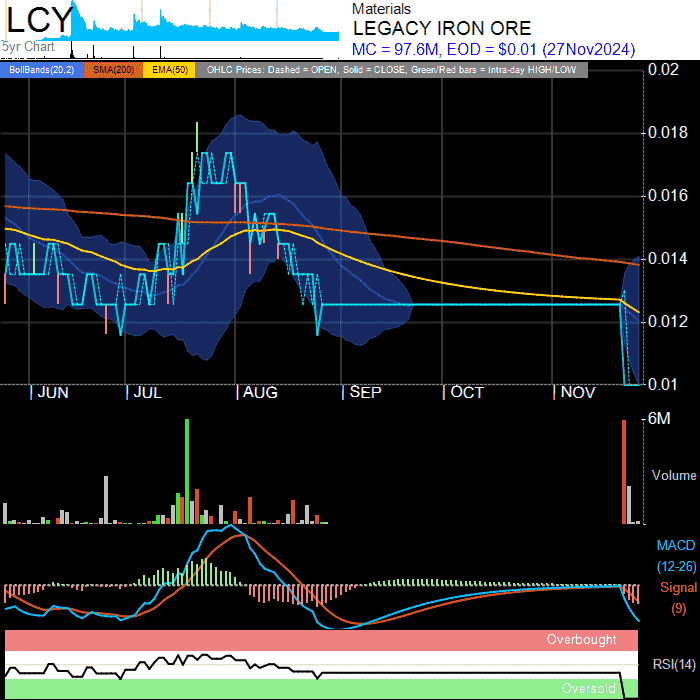 LCY
5yr Chart
Materials
LEGACY IRON ORE
MC = 97.6M, EOD = $0.01 (27Nov2024)
BollBands(20,2) SMA(200) EMA(50) OHLC Prices: Dashed = OPEN, Solid = CLOSE, Green/Red bars = Intra-day HIGH/LOW
0.02
0.018
0.016
0.014
0.012
0.01
| JUN | JUL | AUG | SEP | OCT | NOV
6M
Volume
MACD
(12-26)
Signal
(9)
Overbought
RSI(14)
Oversold